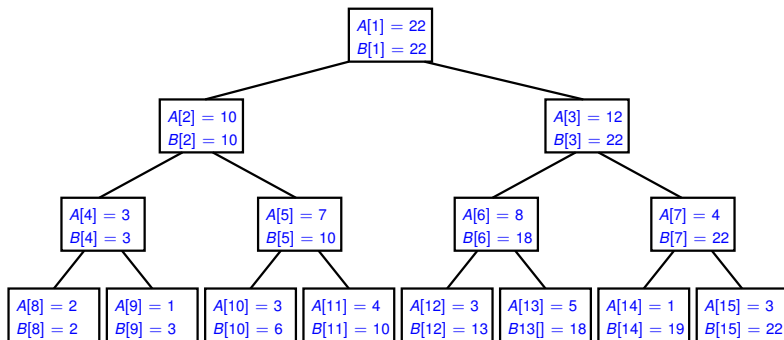 A[1] = 22
B[1] = 22
A[2] = 10
B[2] = 10
A[3] = 12
B[3] = 22
A[4] = 3
B[4] = 3
A[5] = 7
B[5] = 10
A[6] = 8
B[6] = 18
A[7] = 4
B[7] = 22
A[8] = 2
B[8] = 2
A[9] = 1
B[9] = 3
A[10] = 3
B[10] = 6
A[11] = 4
B[11] = 10
A[12] = 3
B[12] = 13
A[13] = 5
B13[] = 18
A[14] = 1
B[14] = 19
A[15] = 3
B[15] = 22